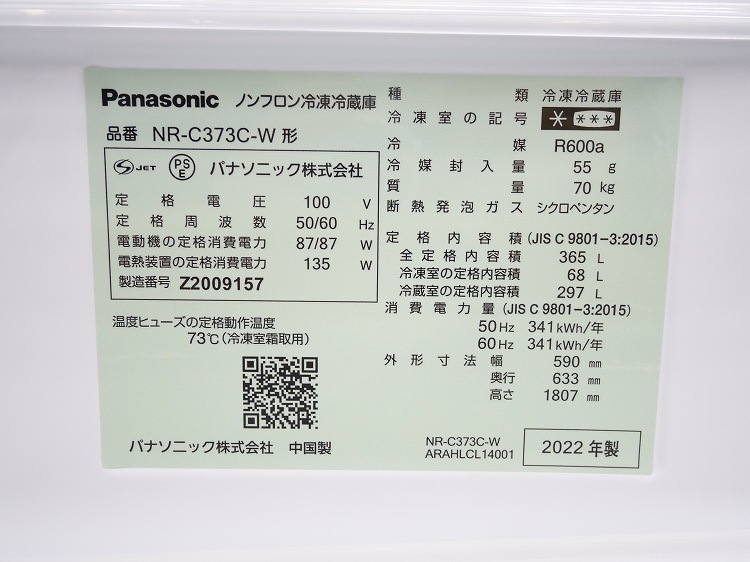 Panasonic ノンフロン冷凍冷蔵庫
品番 NR-C373C-W 形
S JET PS E パナソニック株式会社
定格電圧 100 V
定格周波数 50/60 Hz
電動機の定格消費電力 87/87 W
電熱装置の定格消費電力 135 W
製造番号 Z2009157
温度ヒューズの定格動作温度
73℃(冷凍室霜取用)
パナソニック株式会社 中国製
種類 冷凍冷蔵庫
冷凍室の記号 * ***
冷媒 R600a
冷媒封入量 55 g
質量 70 kg
断熱発泡ガス シクロペンタン
定格内容積 (JIS C 9801-3:2015)
全定格内容積 365 L
冷凍室の定格内容積 68 L
冷蔵室の定格内容積 297 L
消費電力量 (JIS C 9801-3:2015)
50Hz 341kWh/年
60Hz 341kWh/年
外形寸法幅 590 mm
奥行 633 mm
高さ 1807 mm
NR-C373C-W
ARAHLCL14001
2022年製